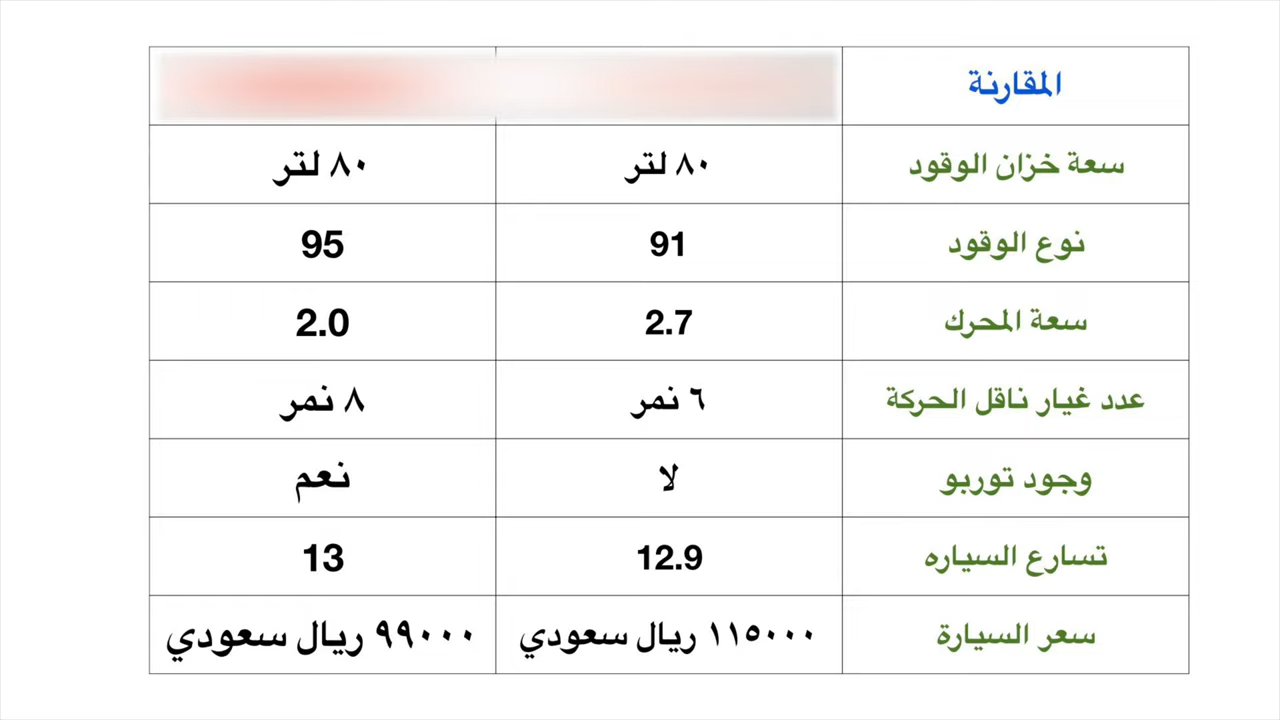 المقارنة
سعة خزان الوقود ٨٠ لتر ٨٠ لتر
نوع الوقود 91 95
سعة المحرك 2.7 2.0
عدد غيار ناقل الحركة ٦ نمر ٨ نمر
وجود توربو لا نعم
تسارع السياره 12.9 13
سعر السيارة ١١٥٠٠٠ ريال سعودي ٩٩٠٠٠ ريال سعودي